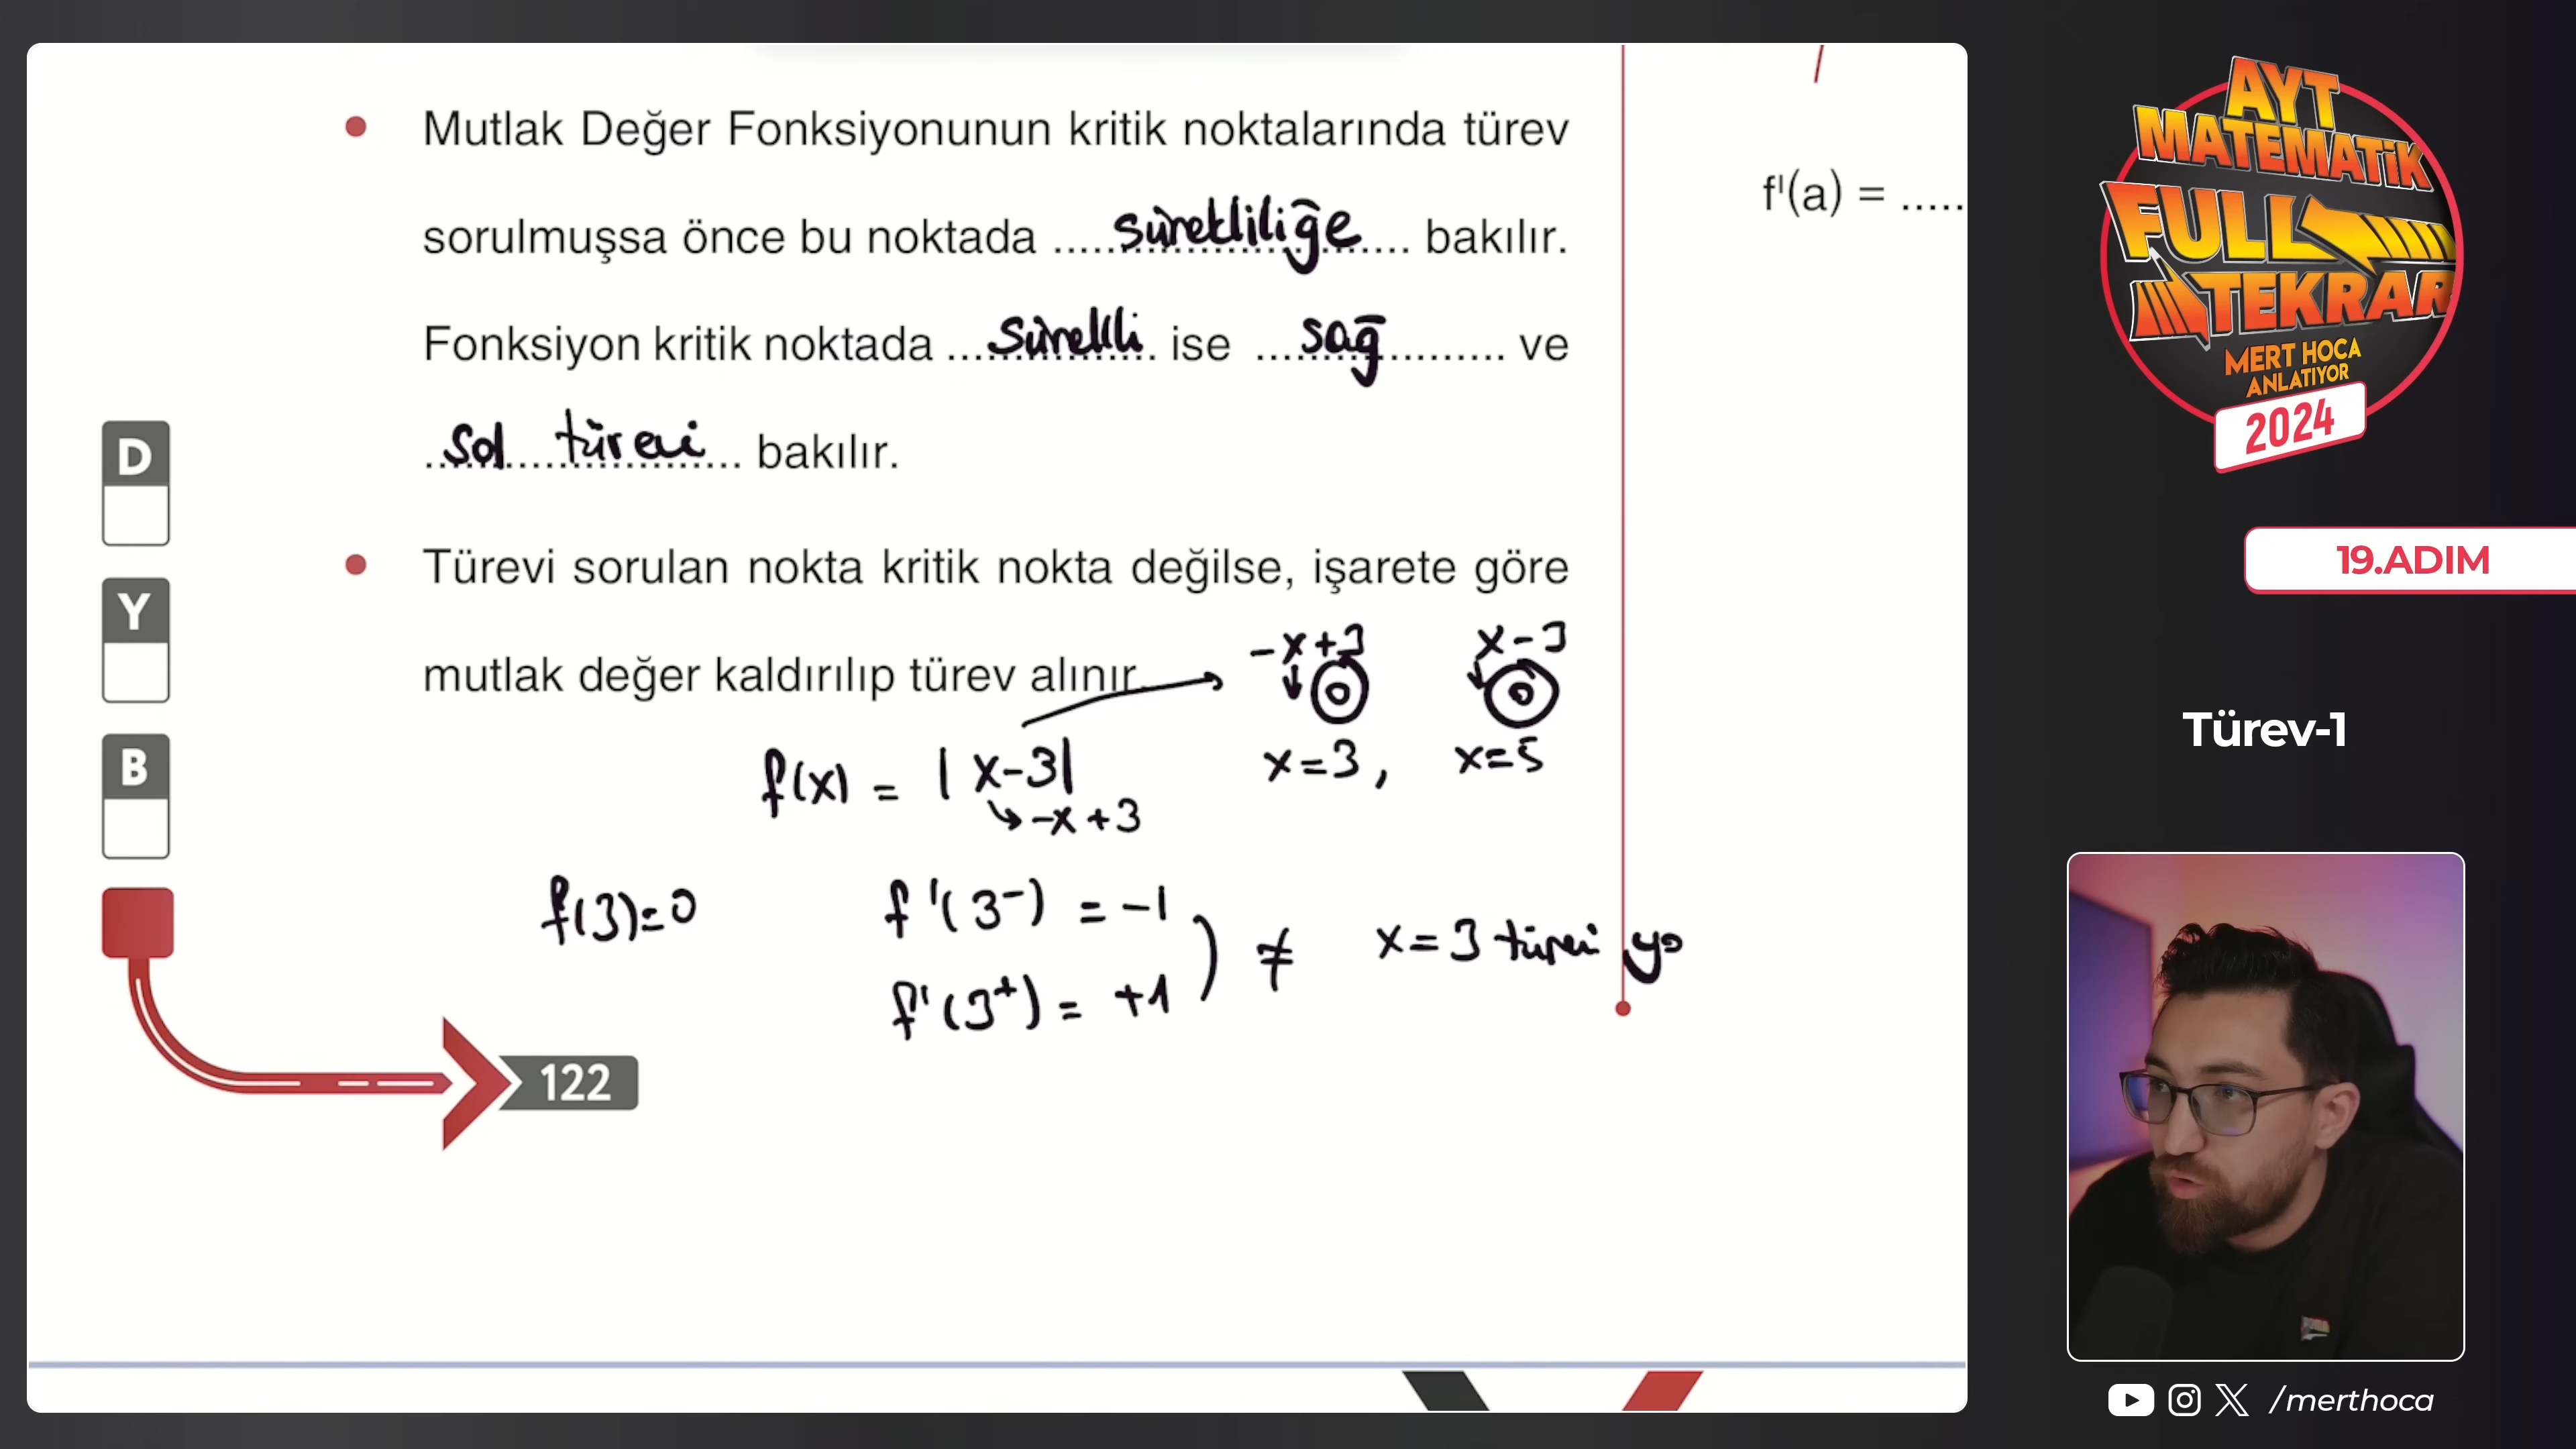 Mutlak Değer Fonksiyonunun kritik noktalarında türev
sorulmuşsa önce bu noktada ... sürekliliğe ... bakılır.
Fonksiyon kritik noktada ... sürekli ... ise ... sağ ... ve
... sol türevi ... bakılır.
Türevi sorulan nokta kritik nokta değilse, işarete göre
mutlak değer kaldırılıp türev alınır.
-x+3
x-3
0
0
f(x) = |x-3|
x=3,
x=5
↘ -x+3
f(3)=0
f'(3⁻) = -1
f'(3⁺) = +1
≠
x=3 türevi yo
D
Y
B
122
f'(a) = .....
AYT
MATEMATİK
FULL
TEKRAR
MERT HOCA
ANLATIYOR
2024
19.ADIM
Türev-1
/merthoca